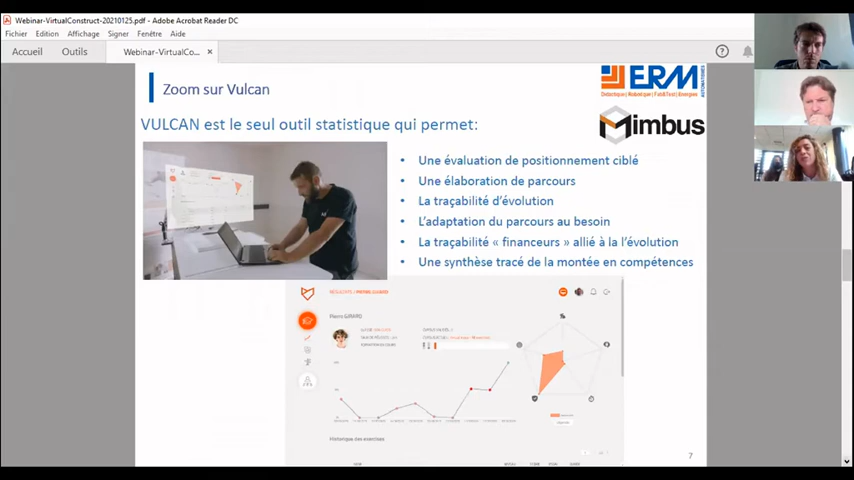 Webinar-VirtualConstruct-20210125.pdf - Adobe Acrobat Reader DC
Fichier Edition Affichage Signer Fenêtre Aide
Accueil Outils Webinar-VirtualCo... ×
Zoom sur Vulcan
ERM
AUTOMATISMES
Mimbus
VULCAN est le seul outil statistique qui permet:
• Une évaluation de positionnement ciblé
• Une élaboration de parcours
• La traçabilité d'évolution
• L'adaptation du parcours au besoin
• La traçabilité « financeurs » allié à la l'évolution
• Une synthèse tracé de la montée en compétences
Pierre GIRARD
Historique des exercices
7